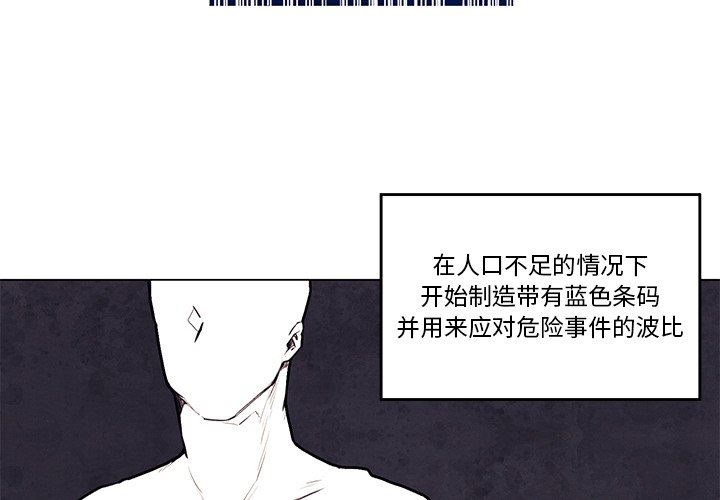 在人口不足的情况下
开始制造带有蓝色条码
并用来应对危险事件的波比